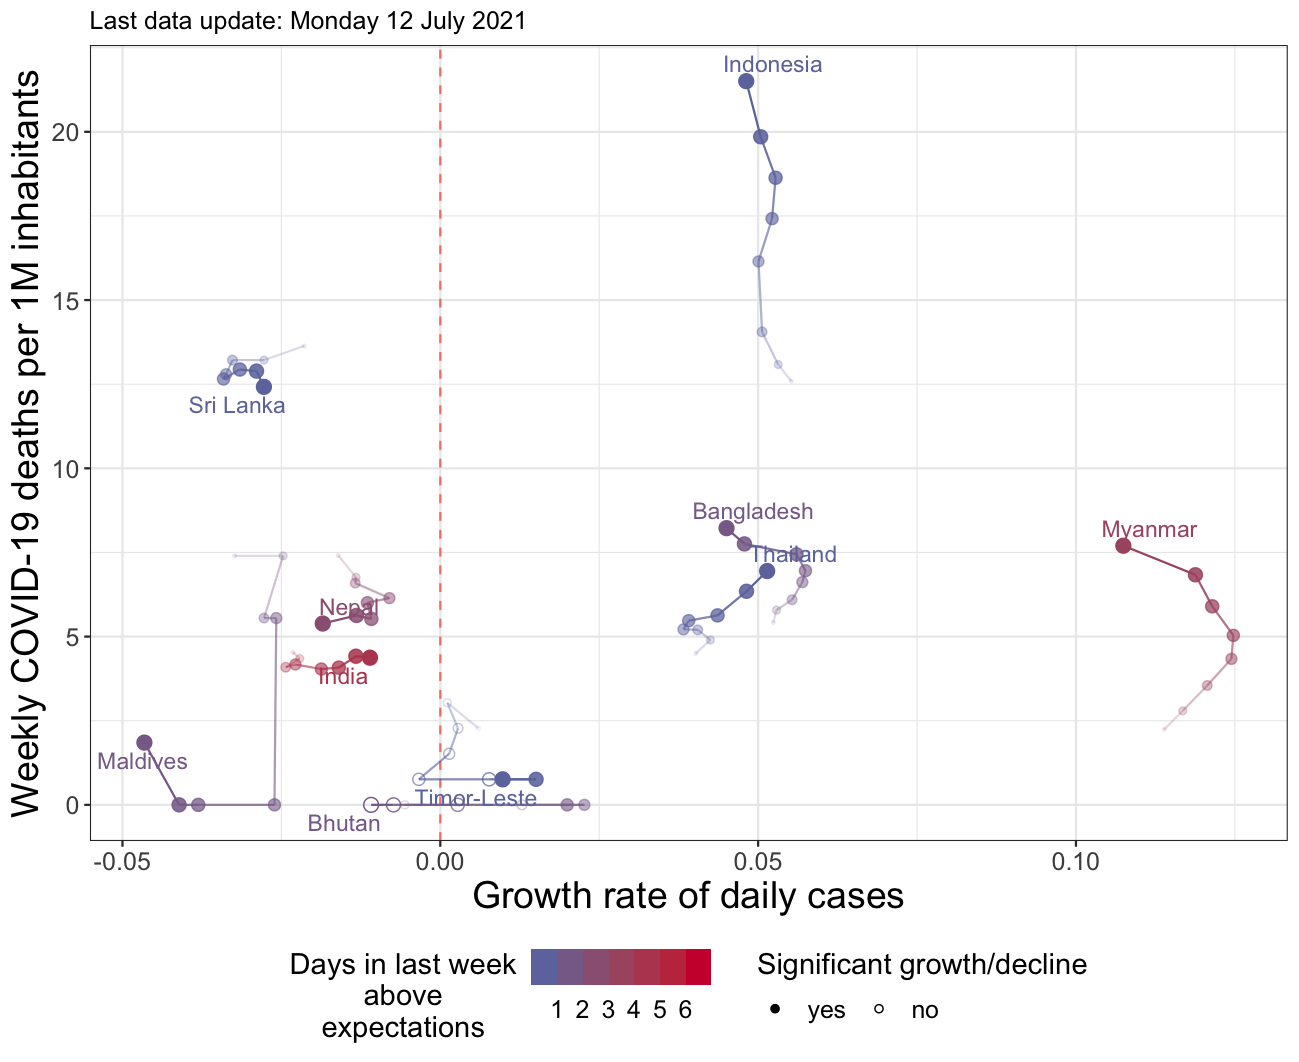 Last data update: Monday 12 July 2021
Weekly COVID-19 deaths per 1M inhabitants
20
15
10
5
0
Indonesia
Sri Lanka
Bangladesh
Thailand
Myanmar
Nepal
India
Maldives
Timor-Leste
Bhutan
-0.05 0.00 0.05 0.10
Growth rate of daily cases
Days in last week
above
expectations
1 2 3 4 5 6
Significant growth/decline
yes no